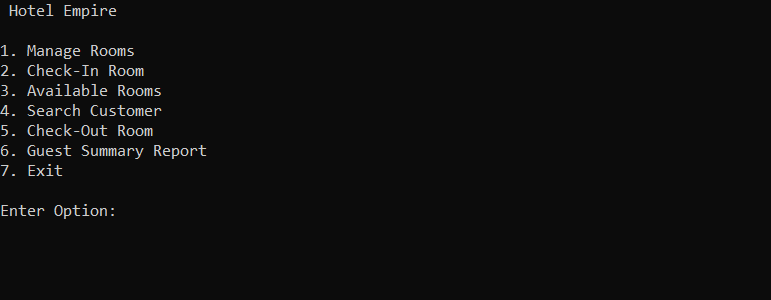 Hotel Empire
1. Manage Rooms
2. Check-In Room
3. Available Rooms
4. Search Customer
5. Check-Out Room
6. Guest Summary Report
7. Exit
Enter Option: